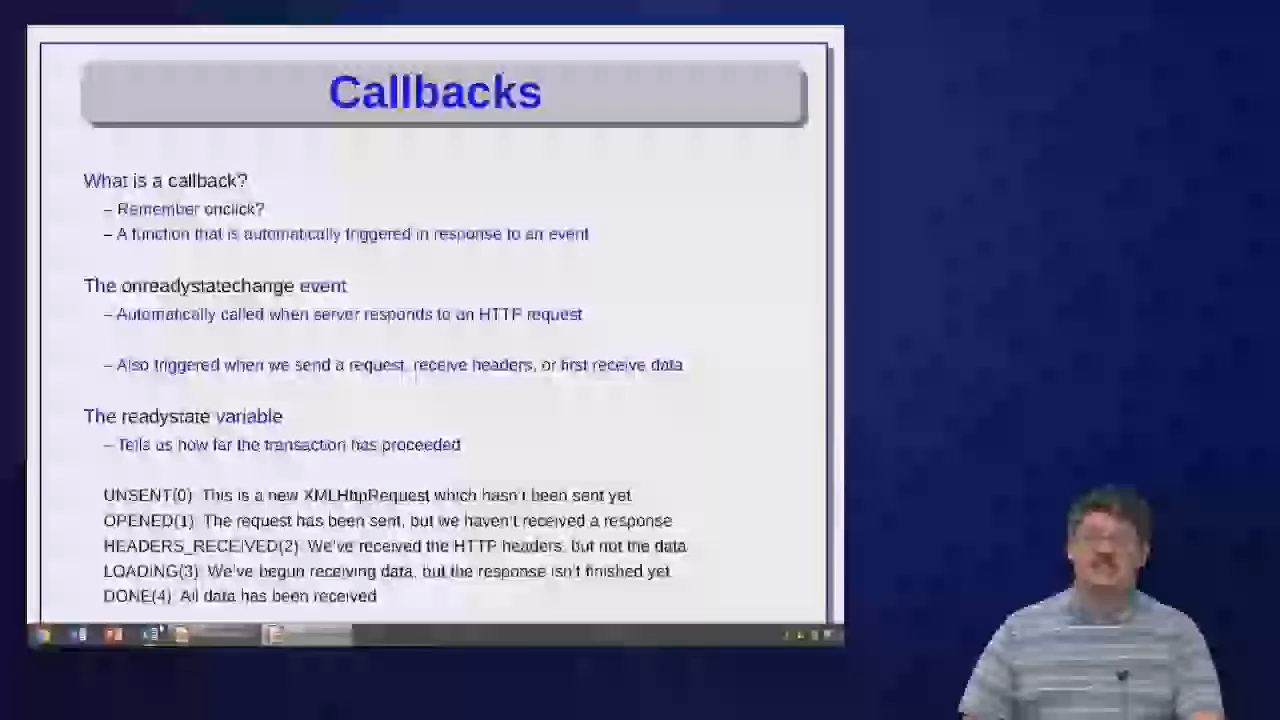 Callbacks
What is a callback?
– Remember onclick?
– A function that is automatically triggered in response to an event
The onreadystatechange event
– Automatically called when server responds to an HTTP request
– Also triggered when we send a request, receive headers, or first receive data
The readystate variable
– Tells us how far the transaction has proceeded
UNSENT(0) This is a new XMLHttpRequest which hasn't been sent yet
OPENED(1) The request has been sent, but we haven't received a response
HEADERS_RECEIVED(2) We've received the HTTP headers, but not the data
LOADING(3) We've begun receiving data, but the response isn't finished yet
DONE(4) All data has been received